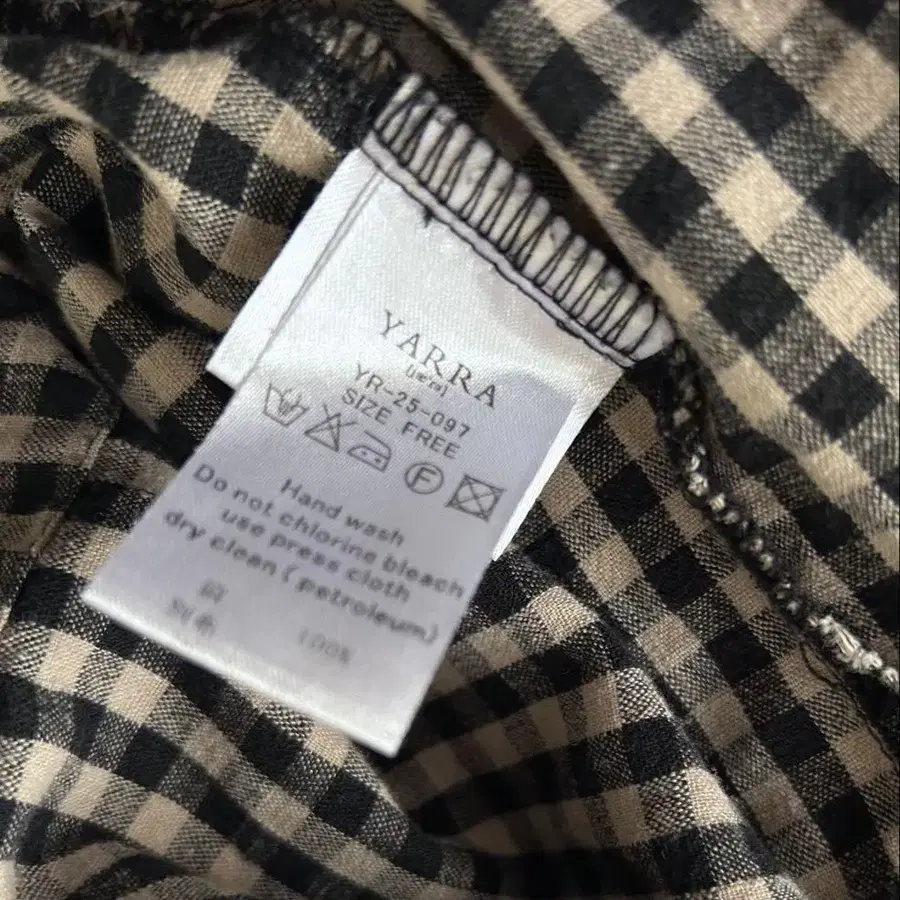 YARRA
YR-25-097
SIZE FREE
F
Hand wash
Do not chlorine bleach
use press cloth
dry clean ( petroleum)
100%